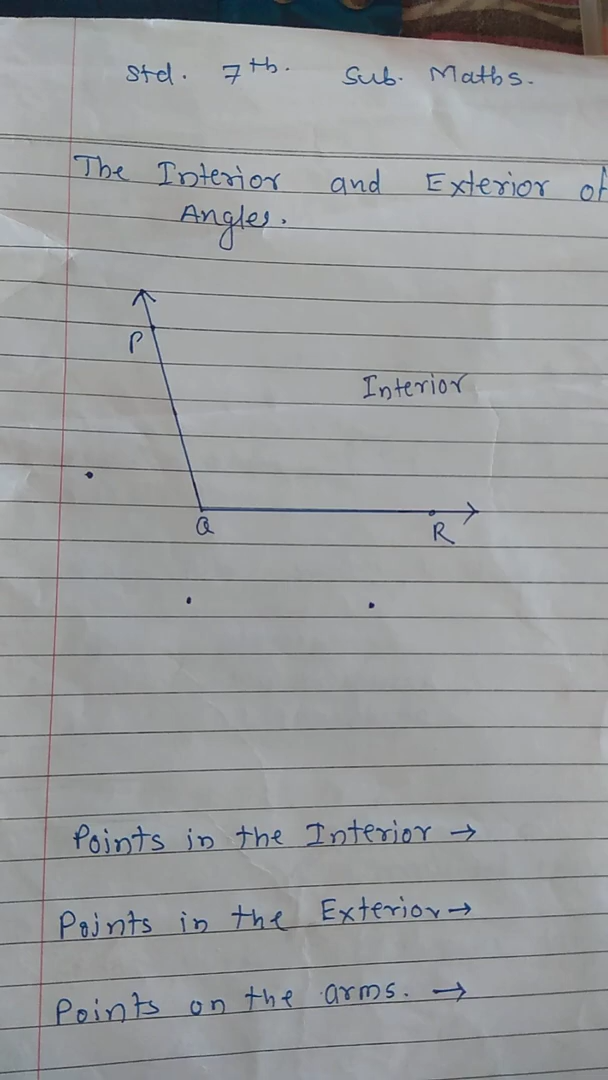 Std. 7th. Sub. Maths.
The Interior and Exterior of
Angles.
P
Interior
Q
R
Points in the Interior →
Points in the Exterior →
Points on the arms. →